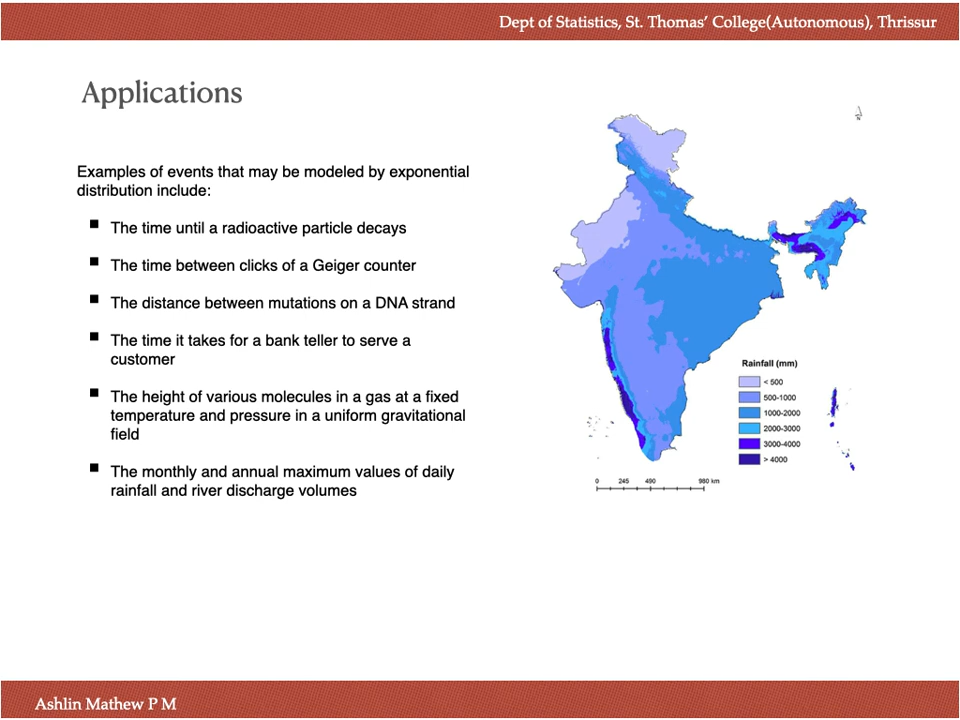 Dept of Statistics, St. Thomas' College(Autonomous), Thrissur
Applications
Examples of events that may be modeled by exponential
distribution include:
The time until a radioactive particle decays
The time between clicks of a Geiger counter
The distance between mutations on a DNA strand
The time it takes for a bank teller to serve a
customer
The height of various molecules in a gas at a fixed
temperature and pressure in a uniform gravitational
field
The monthly and annual maximum values of daily
rainfall and river discharge volumes
N
Rainfall (mm)
< 500
500-1000
1000-2000
2000-3000
3000-4000
> 4000
0 245 490 980 km
Ashlin Mathew P M